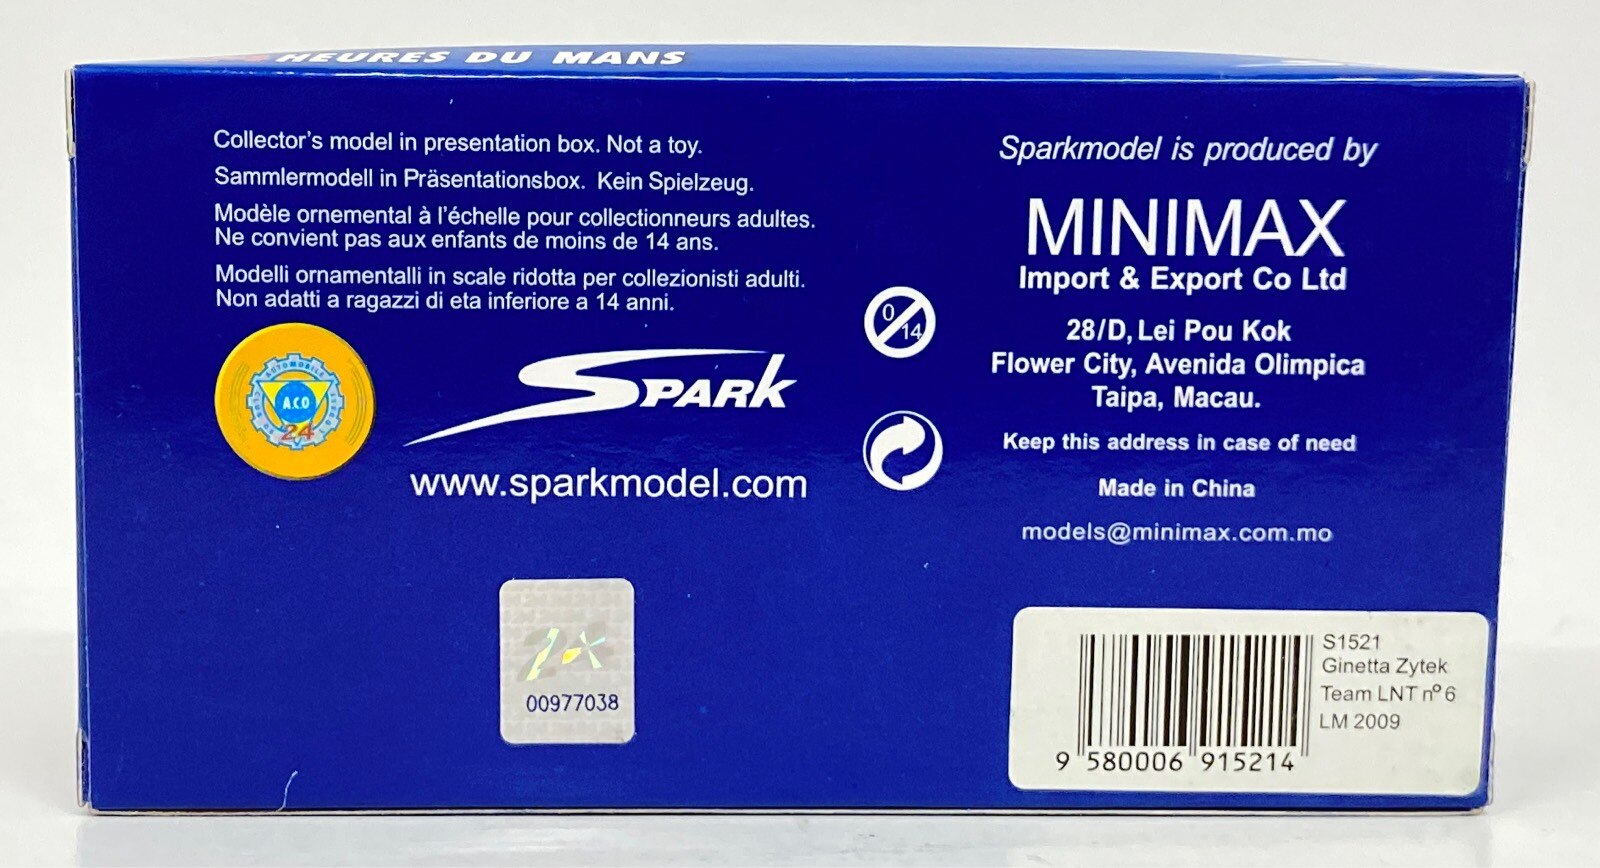 HEURES DU MANS
Collector's model in presentation box. Not a toy.
Sammlermodell in Präsentationsbox. Kein Spielzeug.
Modèle ornemental à l'échelle pour collectionneurs adultes.
Ne convient pas aux enfants de moins de 14 ans.
Modelli ornamentalli in scale ridotta per collezionisti adulti.
Non adatti a ragazzi di eta inferiore a 14 anni.
AUTOMOBILE
A.C.O
24
SPARK
www.sparkmodel.com
24
00977038
0
14
Sparkmodel is produced by
MINIMAX
Import & Export Co Ltd
28/D, Lei Pou Kok
Flower City, Avenida Olimpica
Taipa, Macau.
Keep this address in case of need
Made in China
models@minimax.com.mo
S1521
Ginetta Zytek
Team LNT nº 6
LM 2009
9 580006 915214